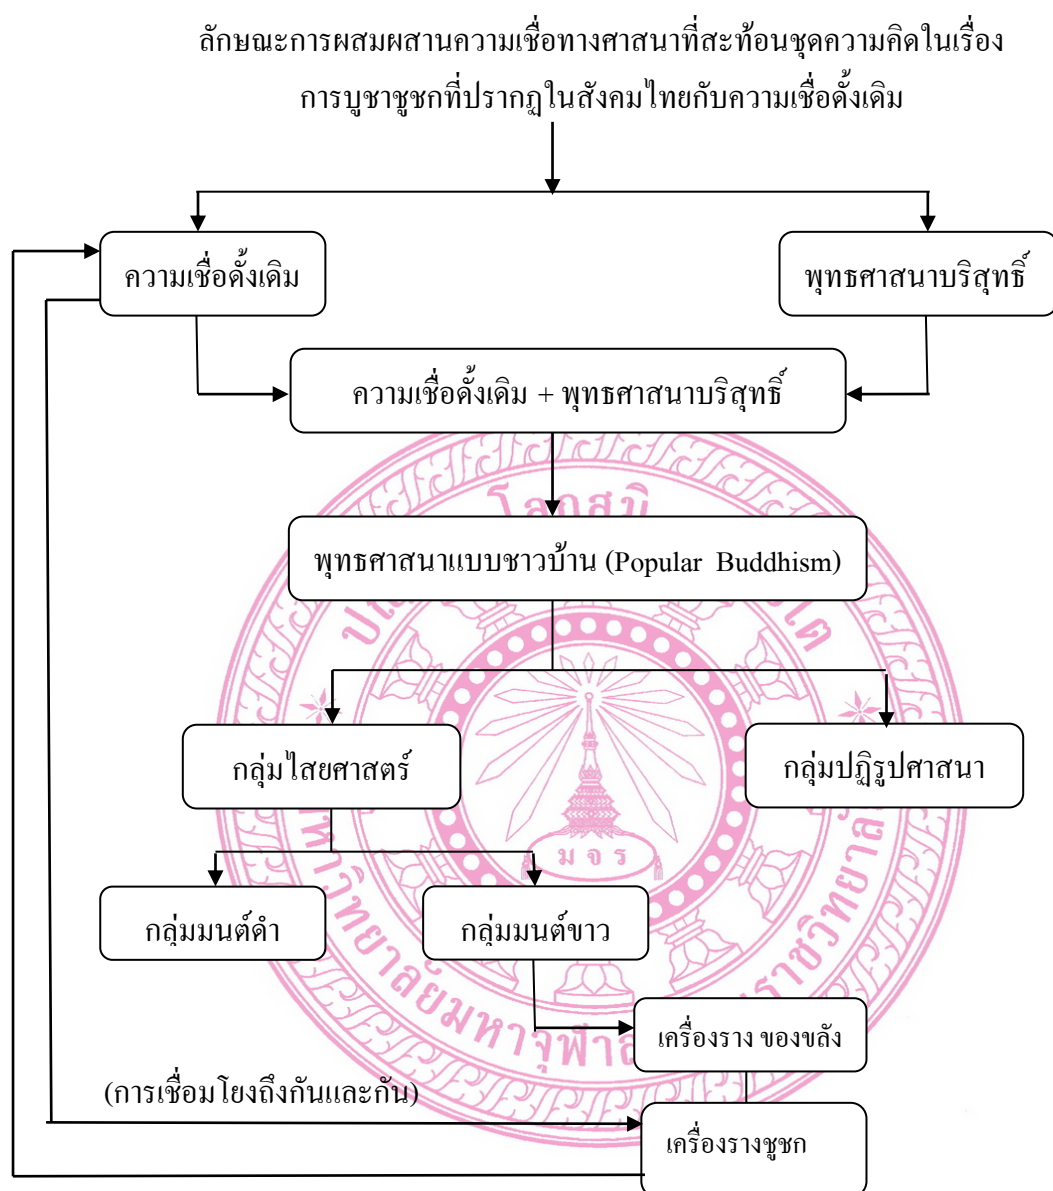 ลักษณะการผสมผสานความเชื่อทางศาสนาที่สะท้อนชุดความคิดในเรื่อง
การบูชาชูชกที่ปรากฏในสังคมไทยกับความเชื่อดั้งเดิม
ความเชื่อดั้งเดิม
พุทธศาสนาบริสุทธิ์
ความเชื่อดั้งเดิม + พุทธศาสนาบริสุทธิ์
พุทธศาสนาแบบชาวบ้าน (Popular Buddhism)
กลุ่มไสยศาสตร์
กลุ่มปฏิรูปศาสนา
ม จ ร
กลุ่มมนต์ดำ
กลุ่มมนต์ขาว
เครื่องราง ของขลัง
(การเชื่อมโยงถึงกันและกัน)
เครื่องรางชูชก